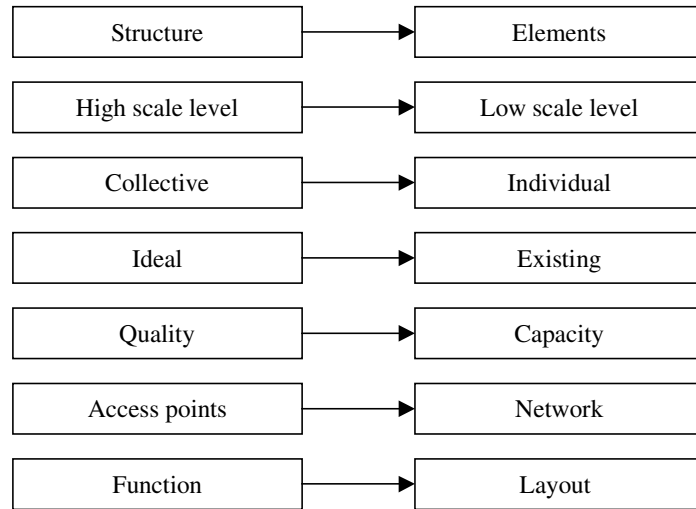 Structure
Elements
High scale level
Low scale level
Collective
Individual
Ideal
Existing
Quality
Capacity
Access points
Network
Function
Layout